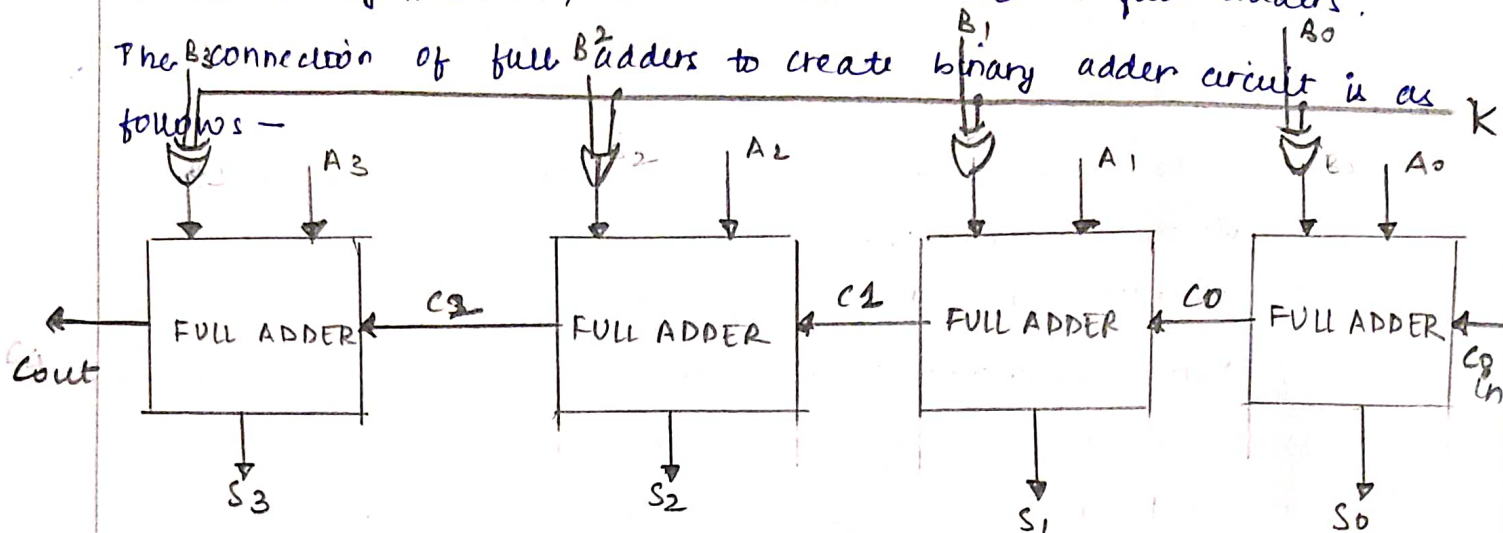 full adders.
B3 B2 B1 B0
The connection of full adders to create binary adder circuit is as
follows -
K
A3 A2 A1 A0
C2 C1 C0
FULL ADDER FULL ADDER FULL ADDER FULL ADDER
Cout Cin
S3 S2 S1 S0